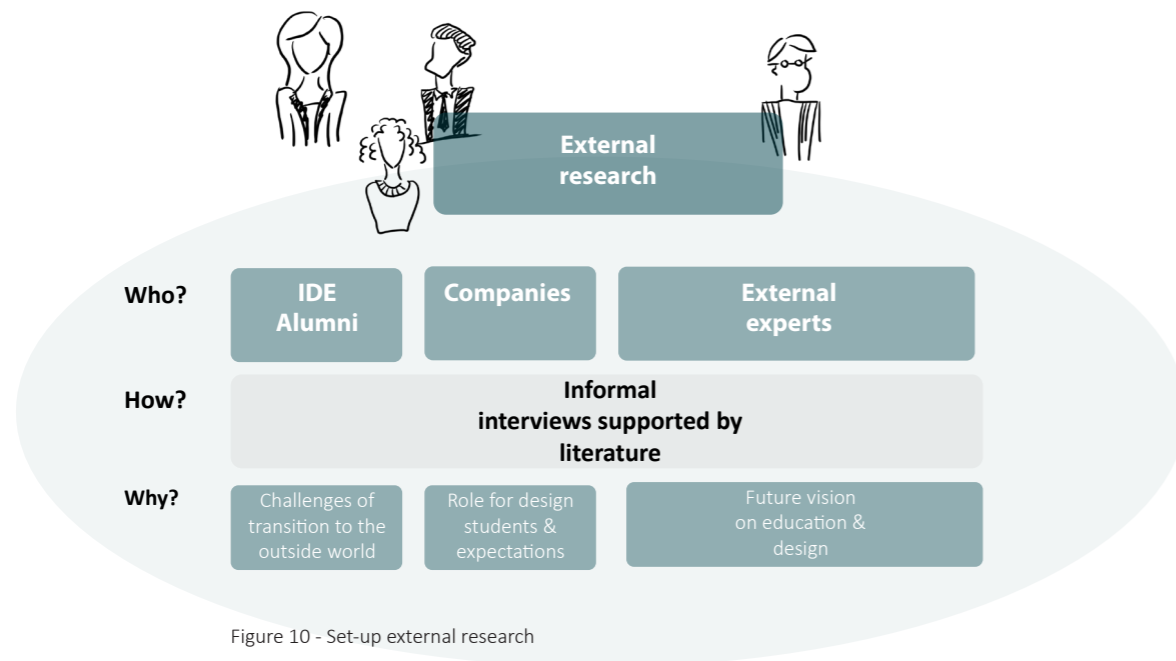 External
research
Who?
IDE
Alumni
Companies
External
experts
How?
Informal
interviews supported by
literature
Why?
Challenges of
transition to the
outside world
Role for design
students &
expectations
Future vision
on education &
design
Figure 10 - Set-up external research